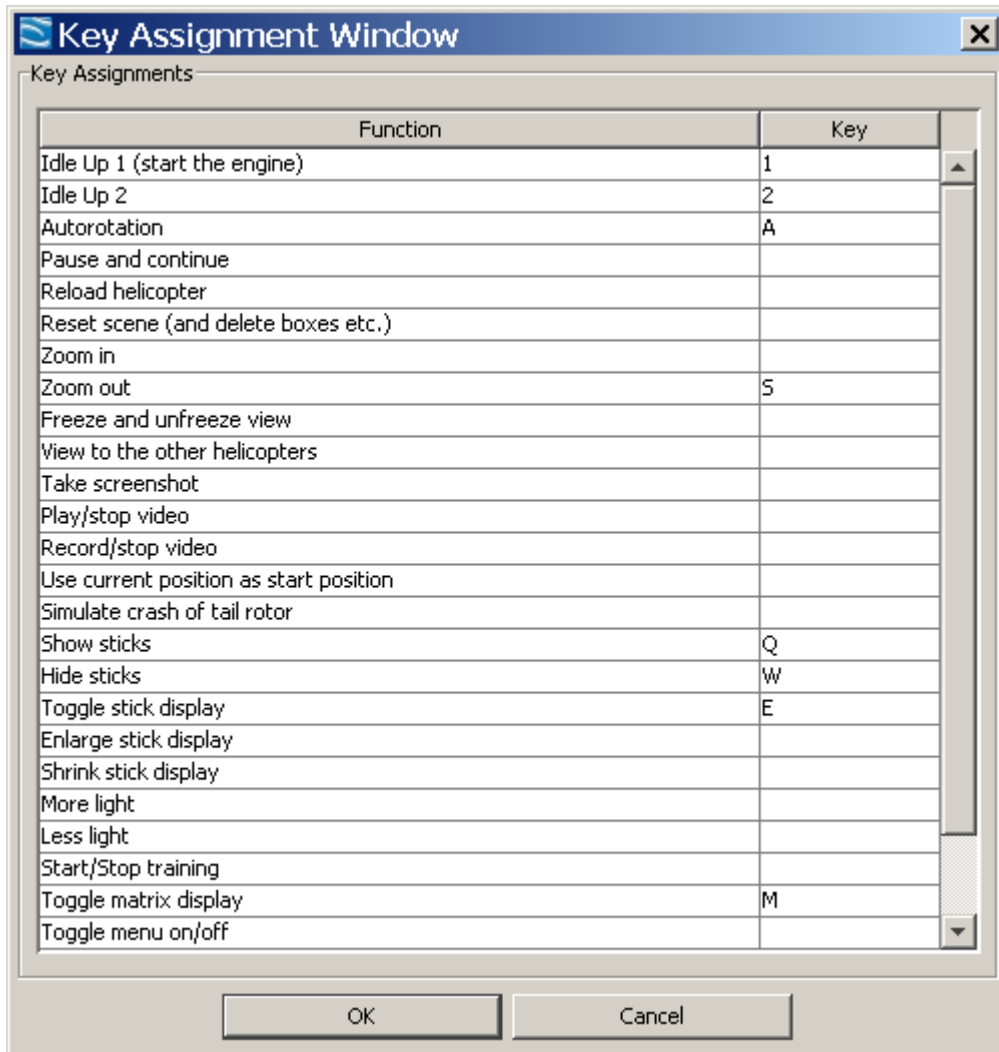 Key Assignment Window
Key Assignments
Function Key
Idle Up 1 (start the engine) 1
Idle Up 2 2
Autorotation A
Pause and continue
Reload helicopter
Reset scene (and delete boxes etc.)
Zoom in
Zoom out S
Freeze and unfreeze view
View to the other helicopters
Take screenshot
Play/stop video
Record/stop video
Use current position as start position
Simulate crash of tail rotor
Show sticks Q
Hide sticks W
Toggle stick display E
Enlarge stick display
Shrink stick display
More light
Less light
Start/Stop training
Toggle matrix display M
Toggle menu on/off
OK Cancel